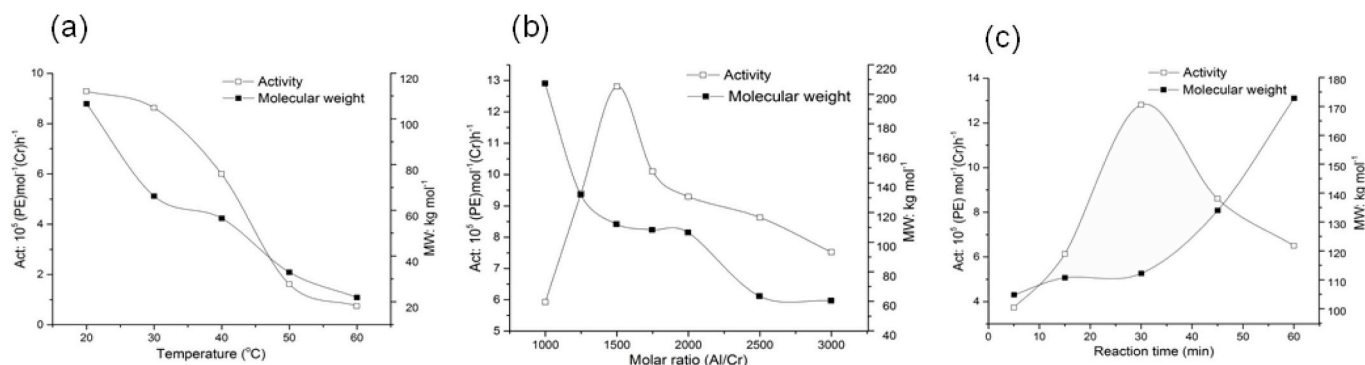 (a)
(b)
(c)
Activity
Molecular weight
10
8
6
4
2
0
120
100
80
60
40
20
20 30 40 50 60
Act: 10⁵ (PE)mol⁻¹(Cr)h⁻¹
MW: kg mol⁻¹
Temperature (°C)
Activity
Molecular weight
13
12
11
10
9
8
7
6
5
220
200
180
160
140
120
100
80
60
40
1000 1500 2000 2500 3000
Act: 10⁵ (PE)mol⁻¹(Cr)h⁻¹
MW: kg mol⁻¹
Molar ratio (Al/Cr)
Activity
Molecular weight
14
12
10
8
6
4
180
170
160
150
140
130
120
110
100
0 10 20 30 40 50 60
Act: 10⁵ (PE) mol⁻¹(Cr)h⁻¹
MW: kg mol⁻¹
Reaction time (min)